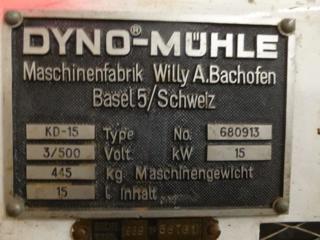 DYNO®-MÜHLE
Maschinenfabrik Willy A.Bachofen
Basel 5/Schweiz
KD-15 Type No. 680913
3/500 Volt. kW 15
445 kg Maschinengewicht
15 l. Inhalt